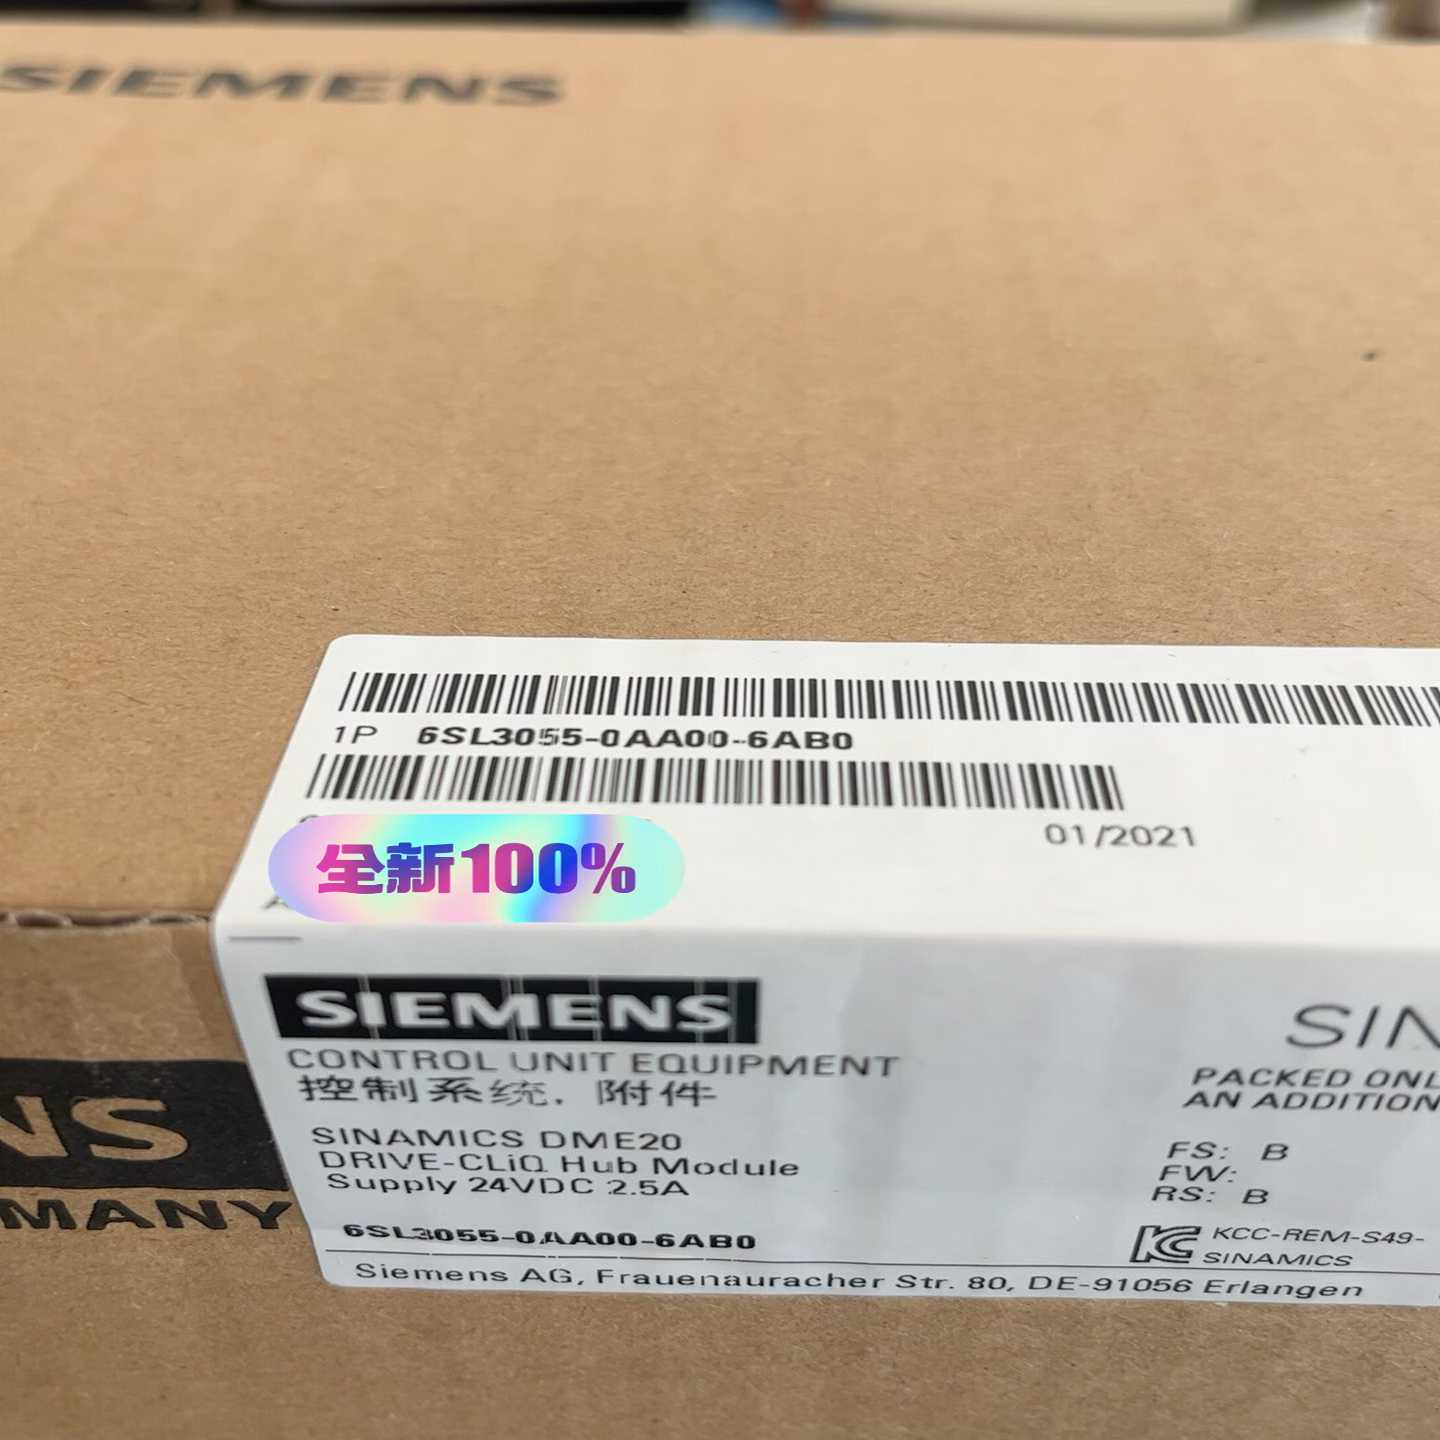 SIEMENS
1P 6SL3055-0AA00-6AB0
01/2021
全新100%
SIEMENS
CONTROL UNIT EQUIPMENT
控制系统, 附件
SINAMICS DME20
DRIVE-CLiQ Hub Module
Supply 24VDC 2.5A
6SL3055-0AA00-6AB0
Siemens AG, Frauenauracher Str. 80, DE-91056 Erlangen
SIN
PACKED ONL
AN ADDITION
FS: B
FW:
RS: B
KCC-REM-S49-
SINAMICS
NS
MANY